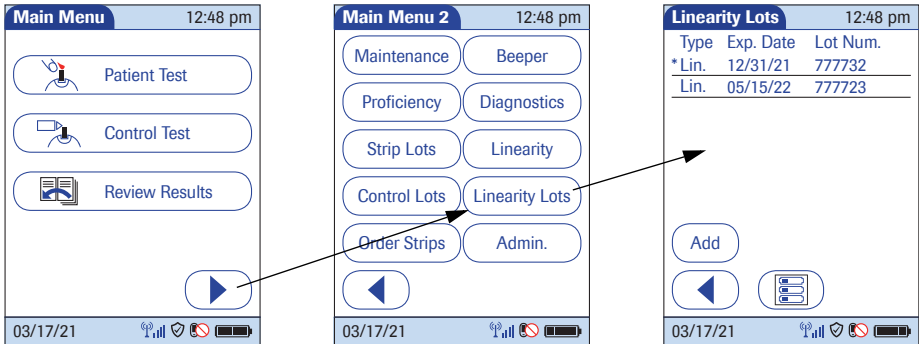 Main Menu 12:48 pm
Patient Test
Control Test
Review Results
03/17/21
Main Menu 2 12:48 pm
Maintenance Beeper
Proficiency Diagnostics
Strip Lots Linearity
Control Lots Linearity Lots
Order Strips Admin.
03/17/21
Linearity Lots 12:48 pm
Type Exp. Date Lot Num.
*Lin. 12/31/21 777732
Lin. 05/15/22 777723
Add
03/17/21